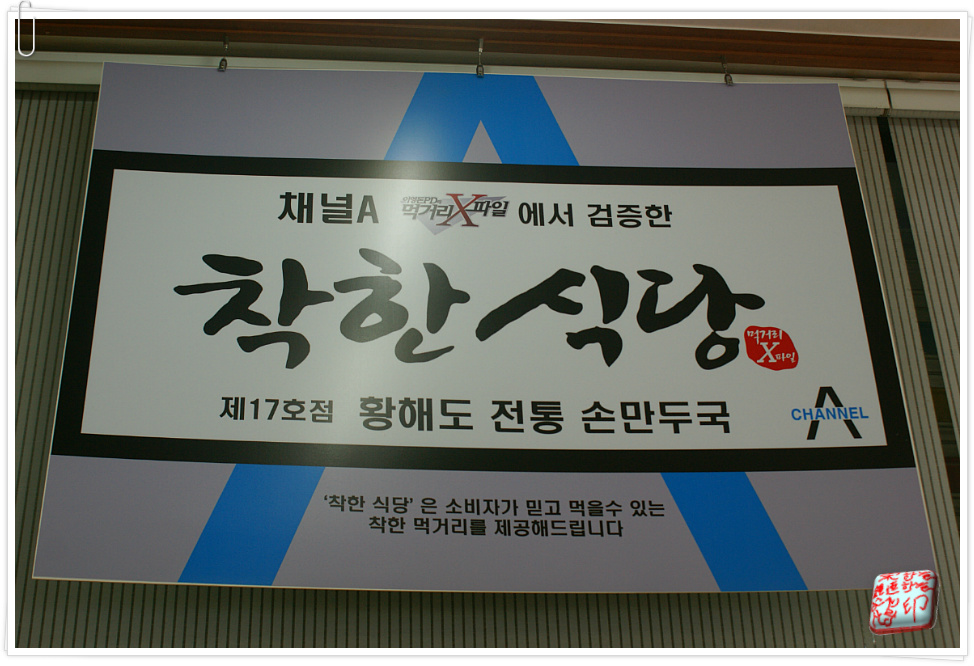 채널A 먹거리X파일 에서 검증한
착한 식당
먹거리
X파일
제17호점 황해도 전통 손만두국
CHANNEL A
'착한 식당' 은 소비자가 믿고 먹을수 있는
착한 먹거리를 제공해드립니다